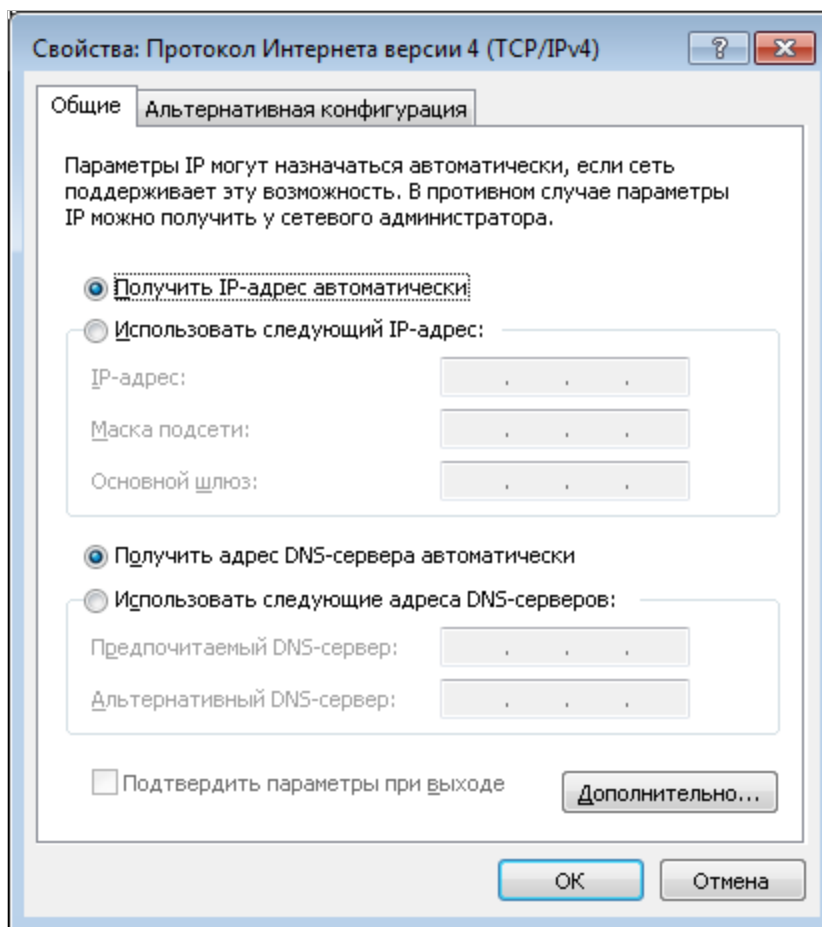 Свойства: Протокол Интернета версии 4 (TCP/IPv4)
Общие
Альтернативная конфигурация
Параметры IP могут назначаться автоматически, если сеть
поддерживает эту возможность. В противном случае параметры
IP можно получить у сетевого администратора.
Получить IP-адрес автоматически
Использовать следующий IP-адрес:
IP-адрес:
Маска подсети:
Основной шлюз:
Получить адрес DNS-сервера автоматически
Использовать следующие адреса DNS-серверов:
Предпочитаемый DNS-сервер:
Альтернативный DNS-сервер:
Подтвердить параметры при выходе
Дополнительно...
ОК
Отмена